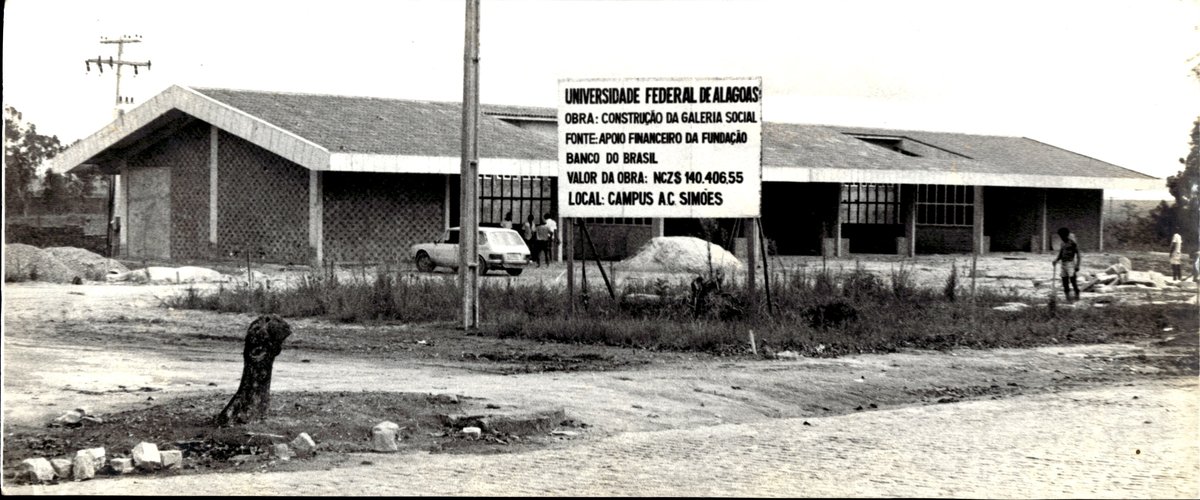 UNIVERSIDADE FEDERAL DE ALAGOAS
OBRA: CONSTRUÇÃO DA GALERIA SOCIAL
FONTE: APOIO FINANCEIRO DA FUNDAÇÃO
BANCO DO BRASIL
VALOR DA OBRA: NCZ$ 140.406,55
LOCAL: CAMPUS A.C. SIMÕES